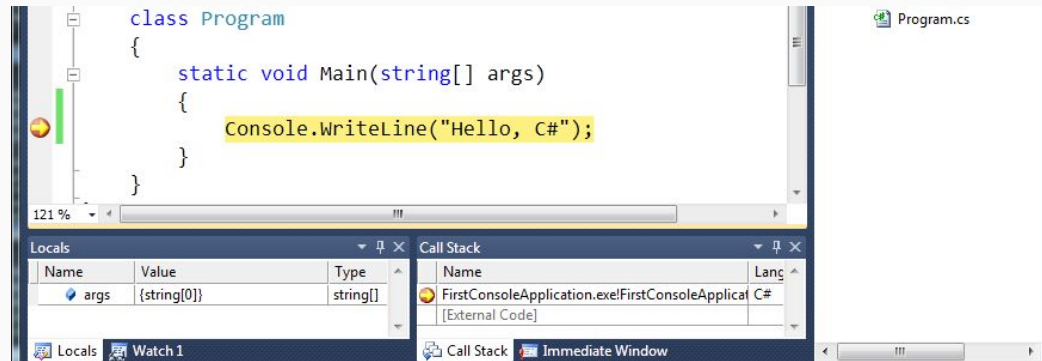 class Program
Program.cs
{
static void Main(string[] args)
{
Console.WriteLine("Hello, C#");
}
}
121 %
Locals
Call Stack
Name Value Type
Name Lang
args {string[0]} string[]
FirstConsoleApplication.exe!FirstConsoleApplicat C#
[External Code]
Locals Watch 1
Call Stack Immediate Window